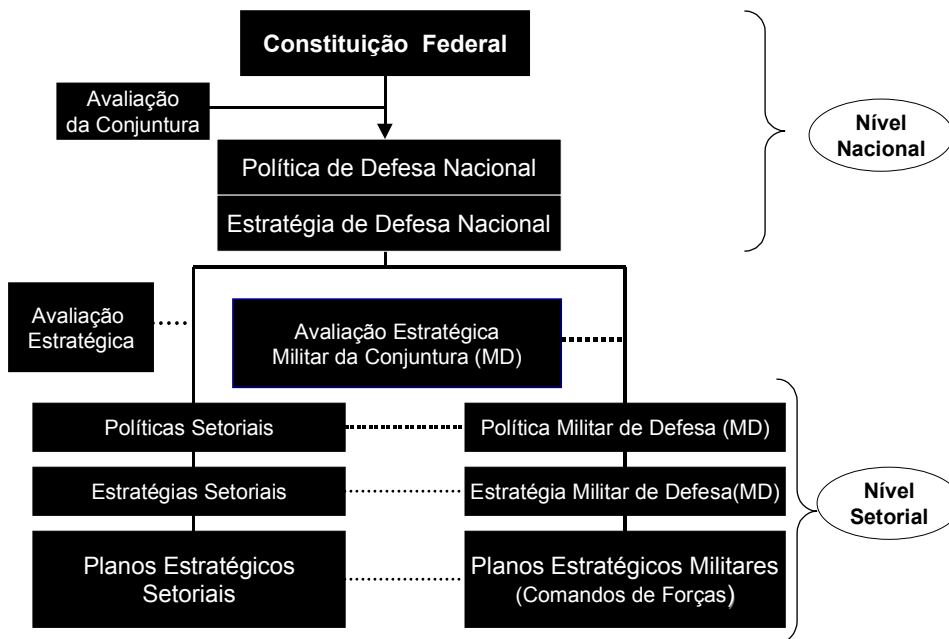 Constituição Federal
Avaliação
da Conjuntura
Nível
Nacional
Política de Defesa Nacional
Estratégia de Defesa Nacional
Avaliação
Estratégica
Avaliação Estratégica
Militar da Conjuntura (MD)
Políticas Setoriais
Política Militar de Defesa (MD)
Estratégias Setoriais
Estratégia Militar de Defesa(MD)
Nível
Setorial
Planos Estratégicos
Setoriais
Planos Estratégicos Militares
(Comandos de Forças)